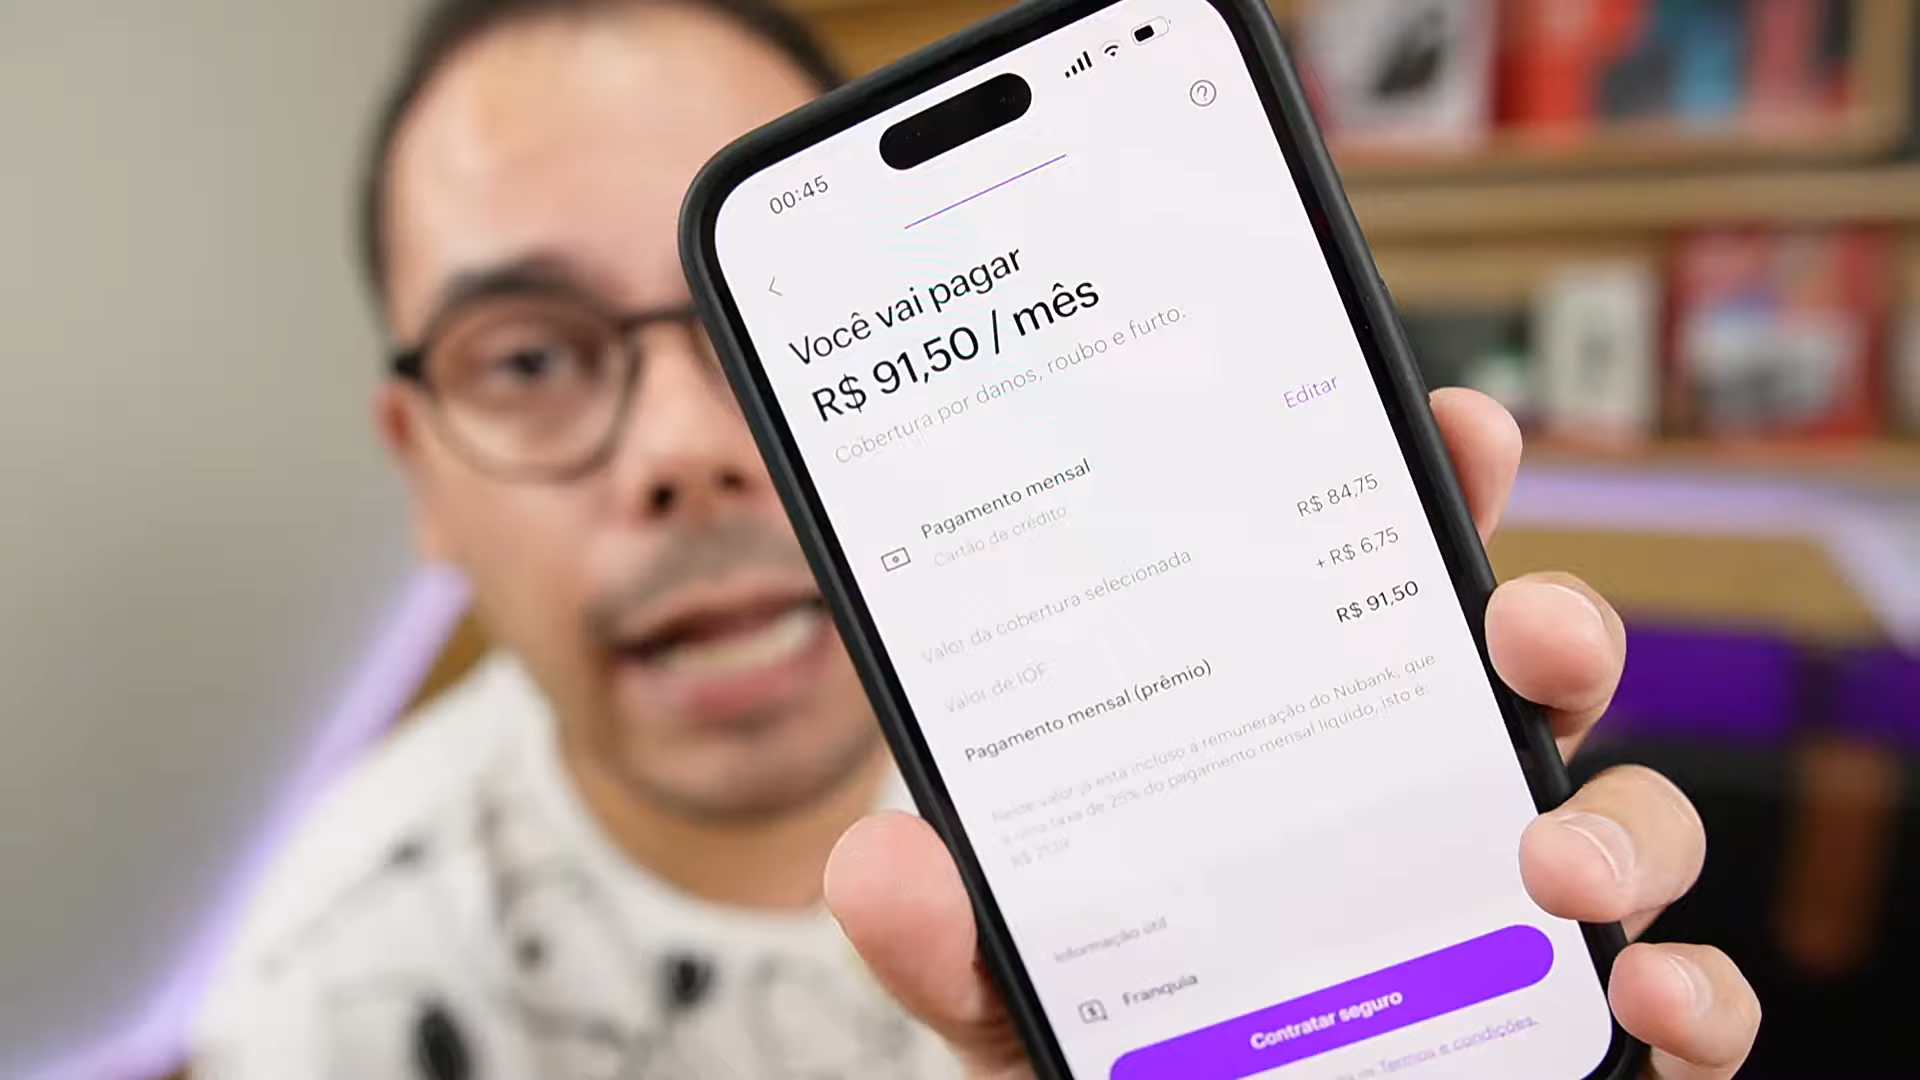 00:45
Você vai pagar
R$ 91,50 / mês
Cobertura por danos, roubo e furto.
Editar
Pagamento mensal
Cartão de crédito
Valor da cobertura selecionada R$ 84,75
Valor de IOF + R$ 6,75
Pagamento mensal (prêmio) R$ 91,50
Neste valor já está incluso a remuneração do Nubank, que
é uma taxa de 25% do pagamento mensal líquido, isto é:
R$ 21,19
Informação útil
Franquia
Contratar seguro
os Termos e condições.